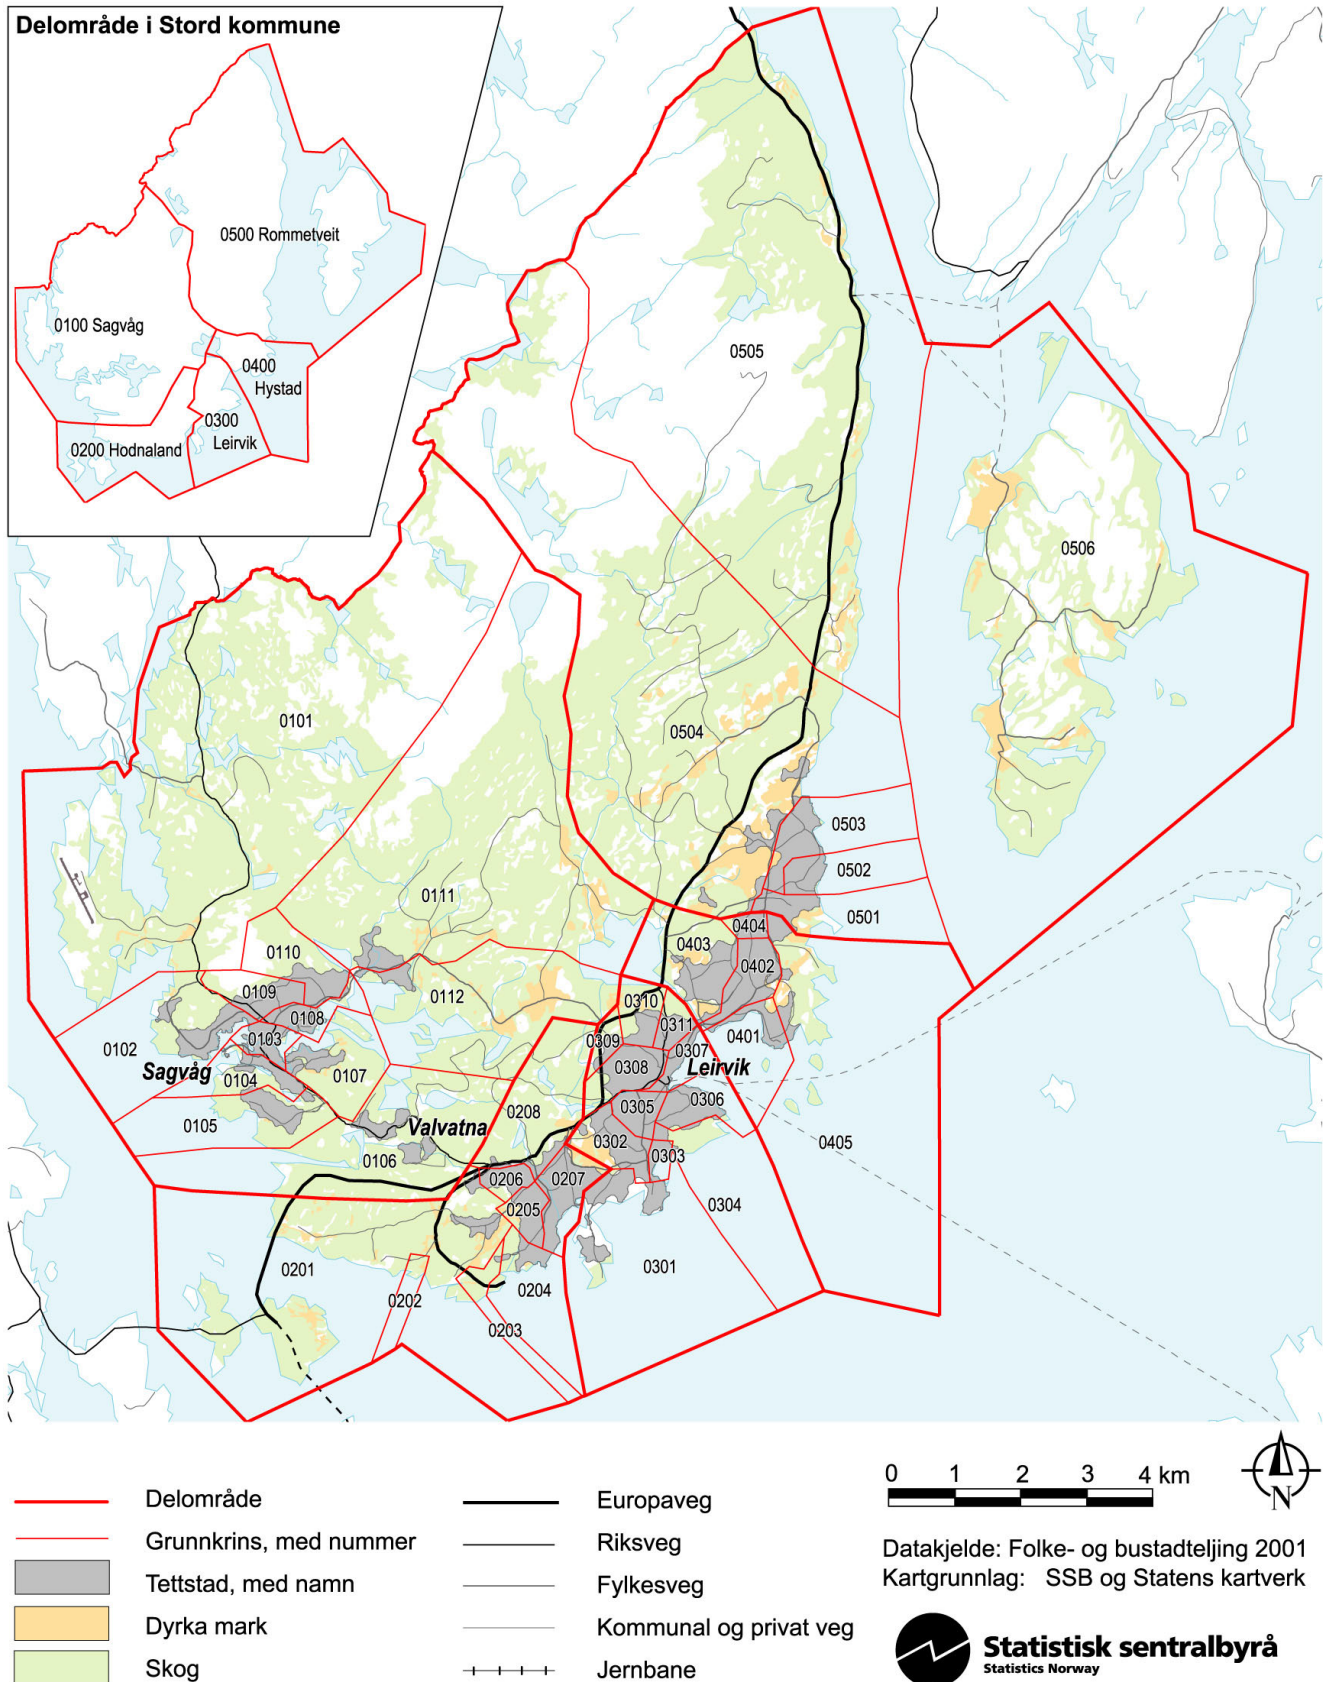 Delområde i Stord kommune
0500 Rommetveit
0100 Sagvåg
0400
Hystad
0300
Leirvik
0200 Hodnaland
0505
0506
0101
0504
0503
0502
0501
0111
0110
0404
0403
0402
0112
0109
0108
0310
0311
0401
0102
0103
0309
0307
Sagvåg
0104
0107
0308
Leirvik
0105
0208
0305
0306
Valvatna
0106
0302
0303
0405
0206
0207
0205
0304
0201
0301
0204
0202
0203
Delområde
Grunnkrins, med nummer
Tettstad, med namn
Dyrka mark
Skog
Europaveg
Riksveg
Fylkesveg
Kommunal og privat veg
Jernbane
0 1 2 3 4 km
N
Datakjelde: Folke- og bustadteljing 2001
Kartgrunnlag: SSB og Statens kartverk
Statistisk sentralbyrå
Statistics Norway